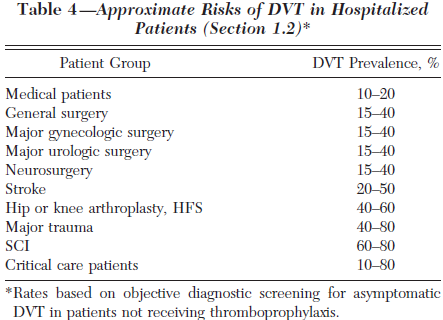 Table 4—Approximate Risks of DVT in Hospitalized
Patients (Section 1.2)*
Patient Group DVT Prevalence, %
Medical patients 10–20
General surgery 15–40
Major gynecologic surgery 15–40
Major urologic surgery 15–40
Neurosurgery 15–40
Stroke 20–50
Hip or knee arthroplasty, HFS 40–60
Major trauma 40–80
SCI 60–80
Critical care patients 10–80
*Rates based on objective diagnostic screening for asymptomatic
DVT in patients not receiving thromboprophylaxis.